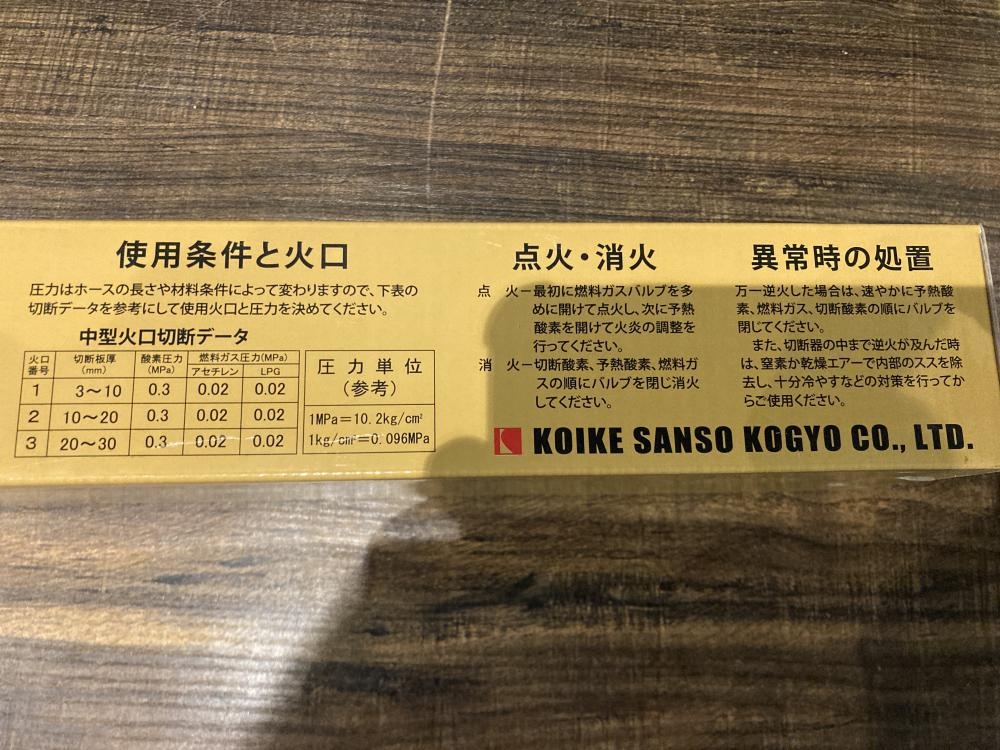 使用条件と火口
圧力はホースの長さや材料条件によって変わりますので、下表の
切断データを参考にして使用火口と圧力を決めてください。
中型火口切断データ
火口番号 切断板厚(mm) 酸素圧力(MPa) 燃料ガス圧力(MPa)
アセチレン LPG
1 3～10 0.3 0.02 0.02
2 10～20 0.3 0.02 0.02
3 20～30 0.3 0.02 0.02
圧力単位
(参考)
1MPa=10.2kg/cm²
1kg/cm²=0.096MPa
点火・消火
点 火－最初に燃料ガスバルブを多
めに開けて点火し、次に予熱
酸素を開けて火炎の調整を
行ってください。
消 火－切断酸素、予熱酸素、燃料ガ
スの順にバルブを閉じ消火
してください。
異常時の処置
万一逆火した場合は、速やかに予熱酸
素、燃料ガス、切断酸素の順にバルブを
閉じてください。
また、切断器の中まで逆火が及んだ時
は、窒素か乾燥エアーで内部のススを除
去し、十分冷やすなどの対策を行ってか
らご使用ください。
KOIKE SANSO KOGYO CO., LTD.